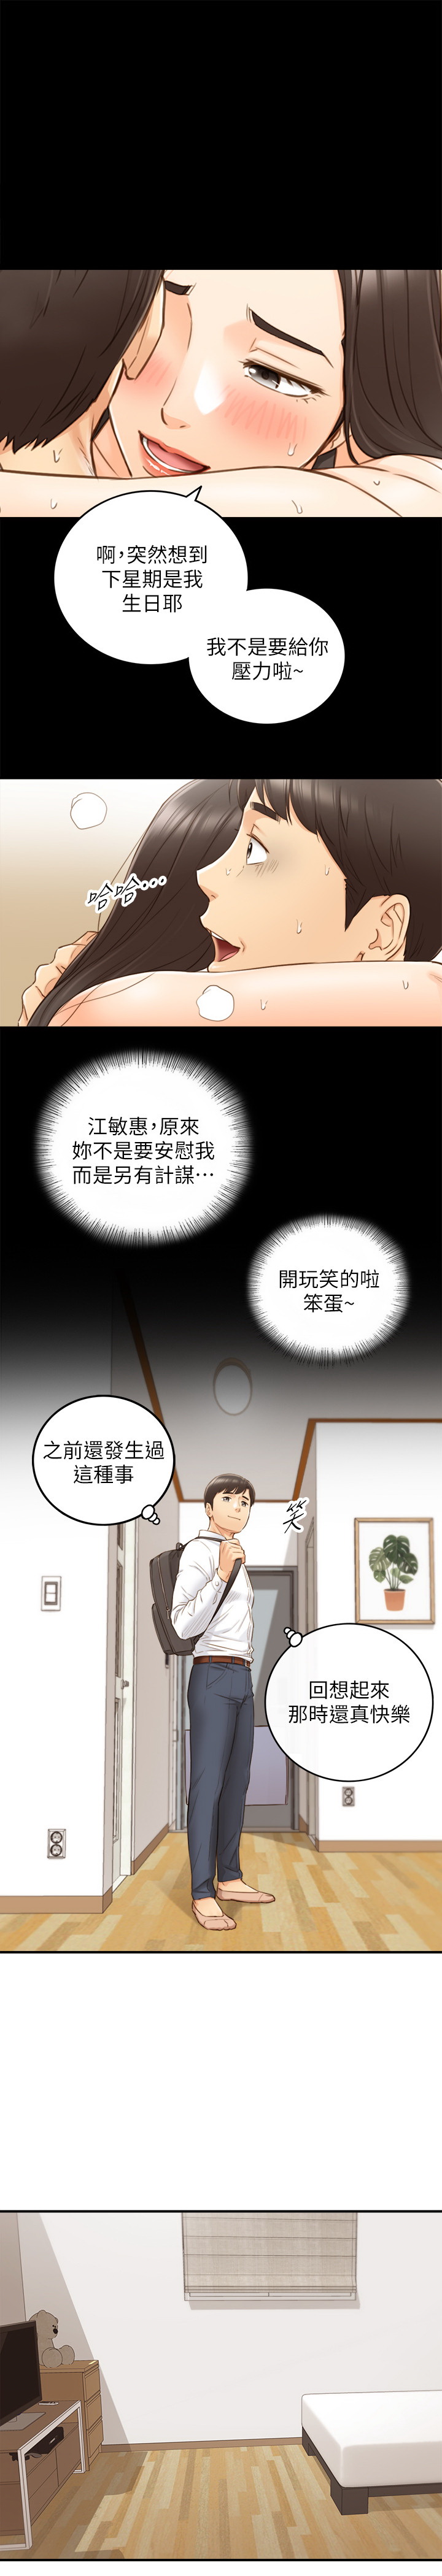 啊，突然想到
下星期是我
生日耶
我不是要給你
壓力啦~
哈哈…
江敏惠，原來
妳不是要安慰我
而是另有計謀…
開玩笑的啦
笨蛋~
之前還發生過
這種事
笑
回想起來
那時還真快樂